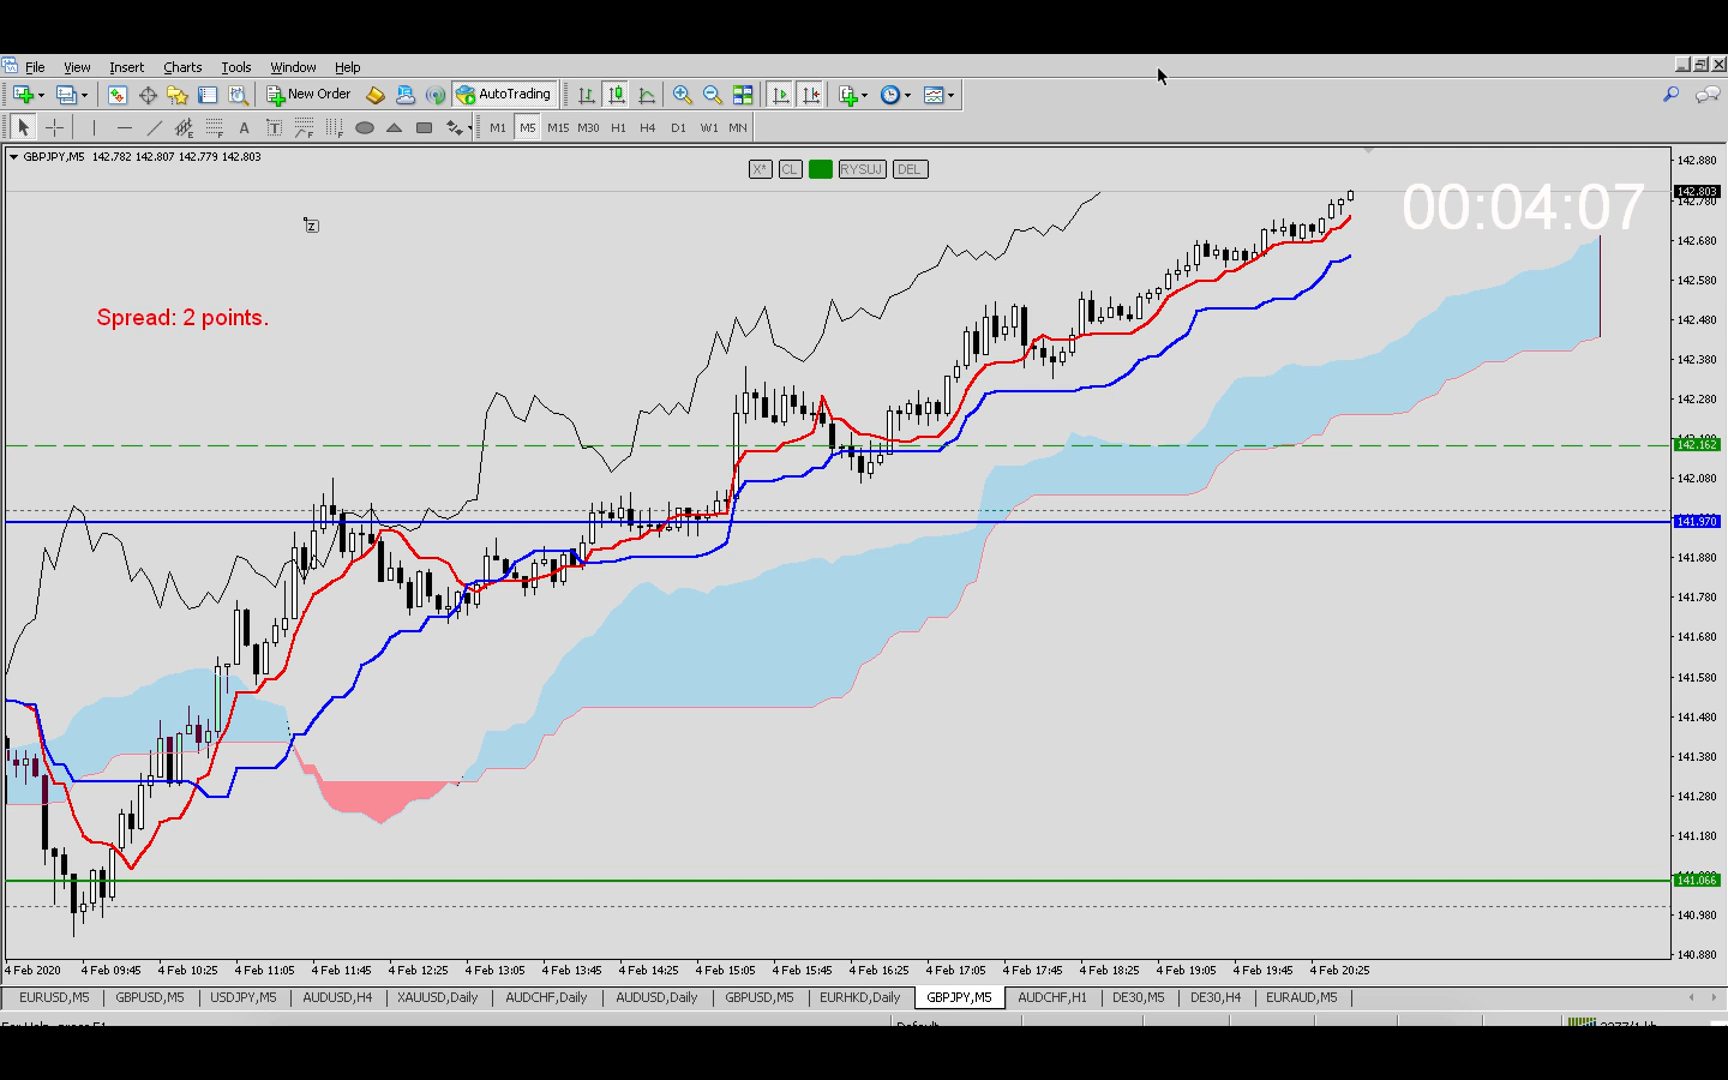 File View Insert Charts Tools Window Help
New Order AutoTrading
A T E F M1 M5 M15 M30 H1 H4 D1 W1 MN
GBPJPY,M5 142.782 142.807 142.779 142.803
X* CL RYSUJ DEL
00:04:07
Z
Spread: 2 points.
142.880
142.803
142.780
142.680
142.580
142.480
142.380
142.280
142.162
142.080
141.970
141.880
141.780
141.680
141.580
141.480
141.380
141.280
141.180
141.066
140.980
140.880
4 Feb 2020 4 Feb 09:45 4 Feb 10:25 4 Feb 11:05 4 Feb 11:45 4 Feb 12:25 4 Feb 13:05 4 Feb 13:45 4 Feb 14:25 4 Feb 15:05 4 Feb 15:45 4 Feb 16:25 4 Feb 17:05 4 Feb 17:45 4 Feb 18:25 4 Feb 19:05 4 Feb 19:45 4 Feb 20:25
EURUSD,M5 GBPUSD,M5 USDJPY,M5 AUDUSD,H4 XAUUSD,Daily AUDCHF,Daily AUDUSD,Daily GBPUSD,M5 EURHKD,Daily GBPJPY,M5 AUDCHF,H1 DE30,M5 DE30,H4 EURAUD,M5
For Help, press F1 Default